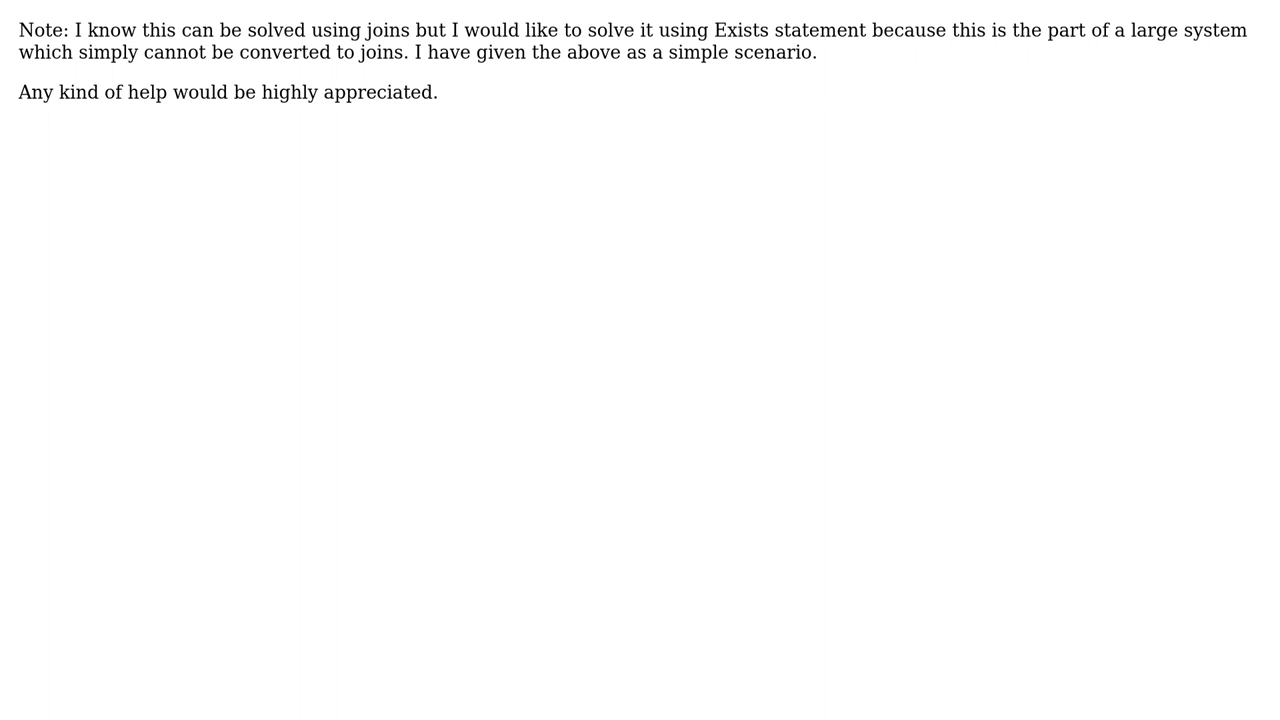 Note: I know this can be solved using joins but I would like to solve it using Exists statement because this is the part of a large system
which simply cannot be converted to joins. I have given the above as a simple scenario.
Any kind of help would be highly appreciated.